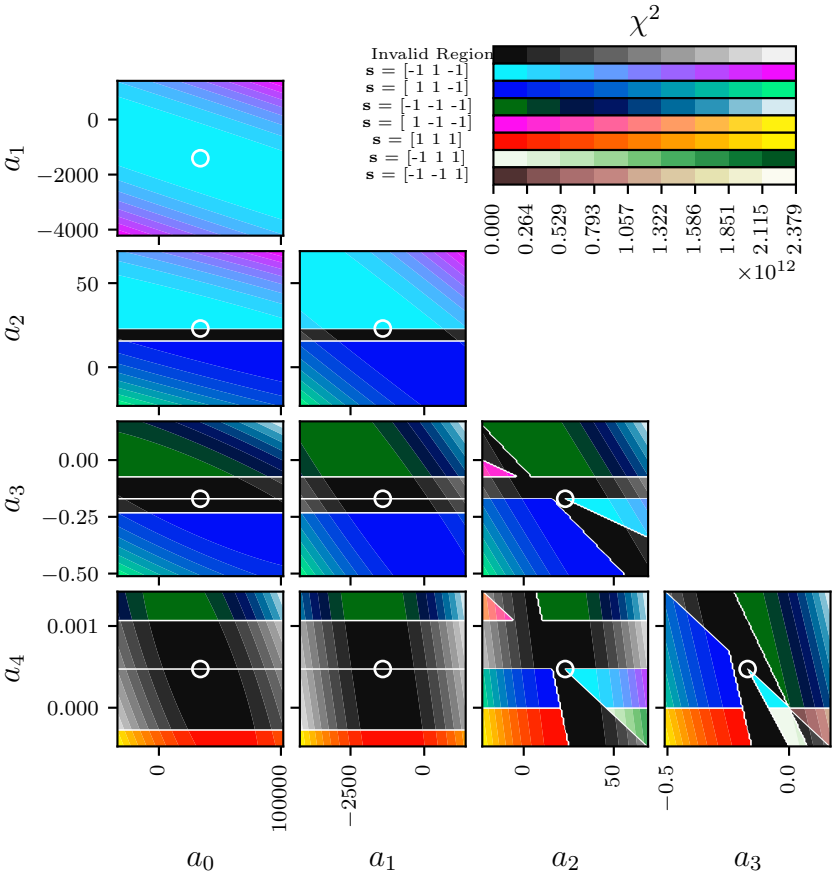 χ²
Invalid Region
s = [-1 1 -1]
s = [ 1 1 -1]
s = [-1 -1 -1]
s = [ 1 -1 -1]
s = [1 1 1]
s = [-1 1 1]
s = [-1 -1 1]
0.000
0.264
0.529
0.793
1.057
1.322
1.586
1.851
2.115
2.379
×10¹²
a₁
0
−2000
−4000
a₂
50
0
a₃
0.00
−0.25
−0.50
a₄
0.001
0.000
0
100000
−2500
0
0
50
−0.5
0.0
a₀
a₁
a₂
a₃